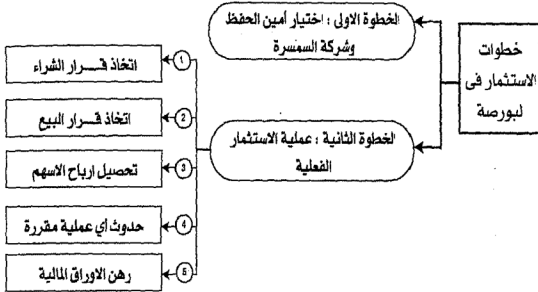 خطوات
الاستثمار فى
لبورصة
الخطوة الاولى : اختيار أمين الحفظ
وشركة السمسرة
لخطوة الثانية : عملية الاستثمار
الفعلية
1 اتخاذ قـــرار الشراء
2 اتخاذ قـــرار البيع
3 تحصيل ارباح الاسهم
4 حدوث أي عملية مقررة
5 رهن الاوراق المالية